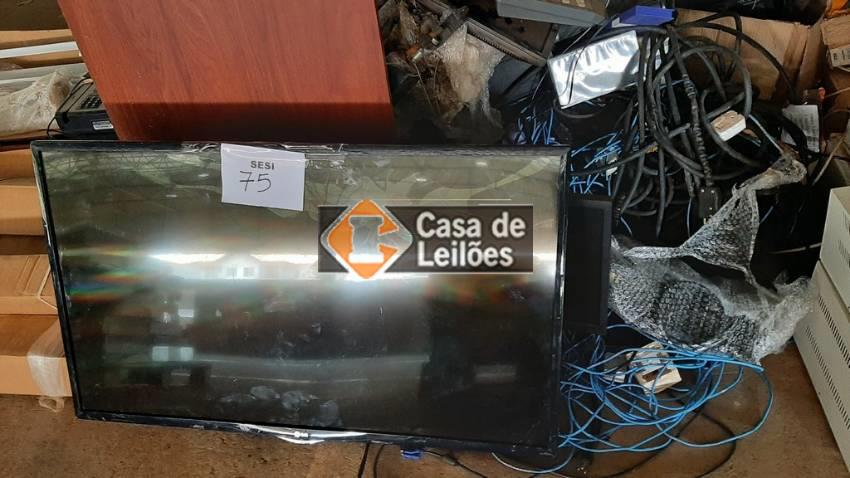 SESI
75
Casa de
Leilões